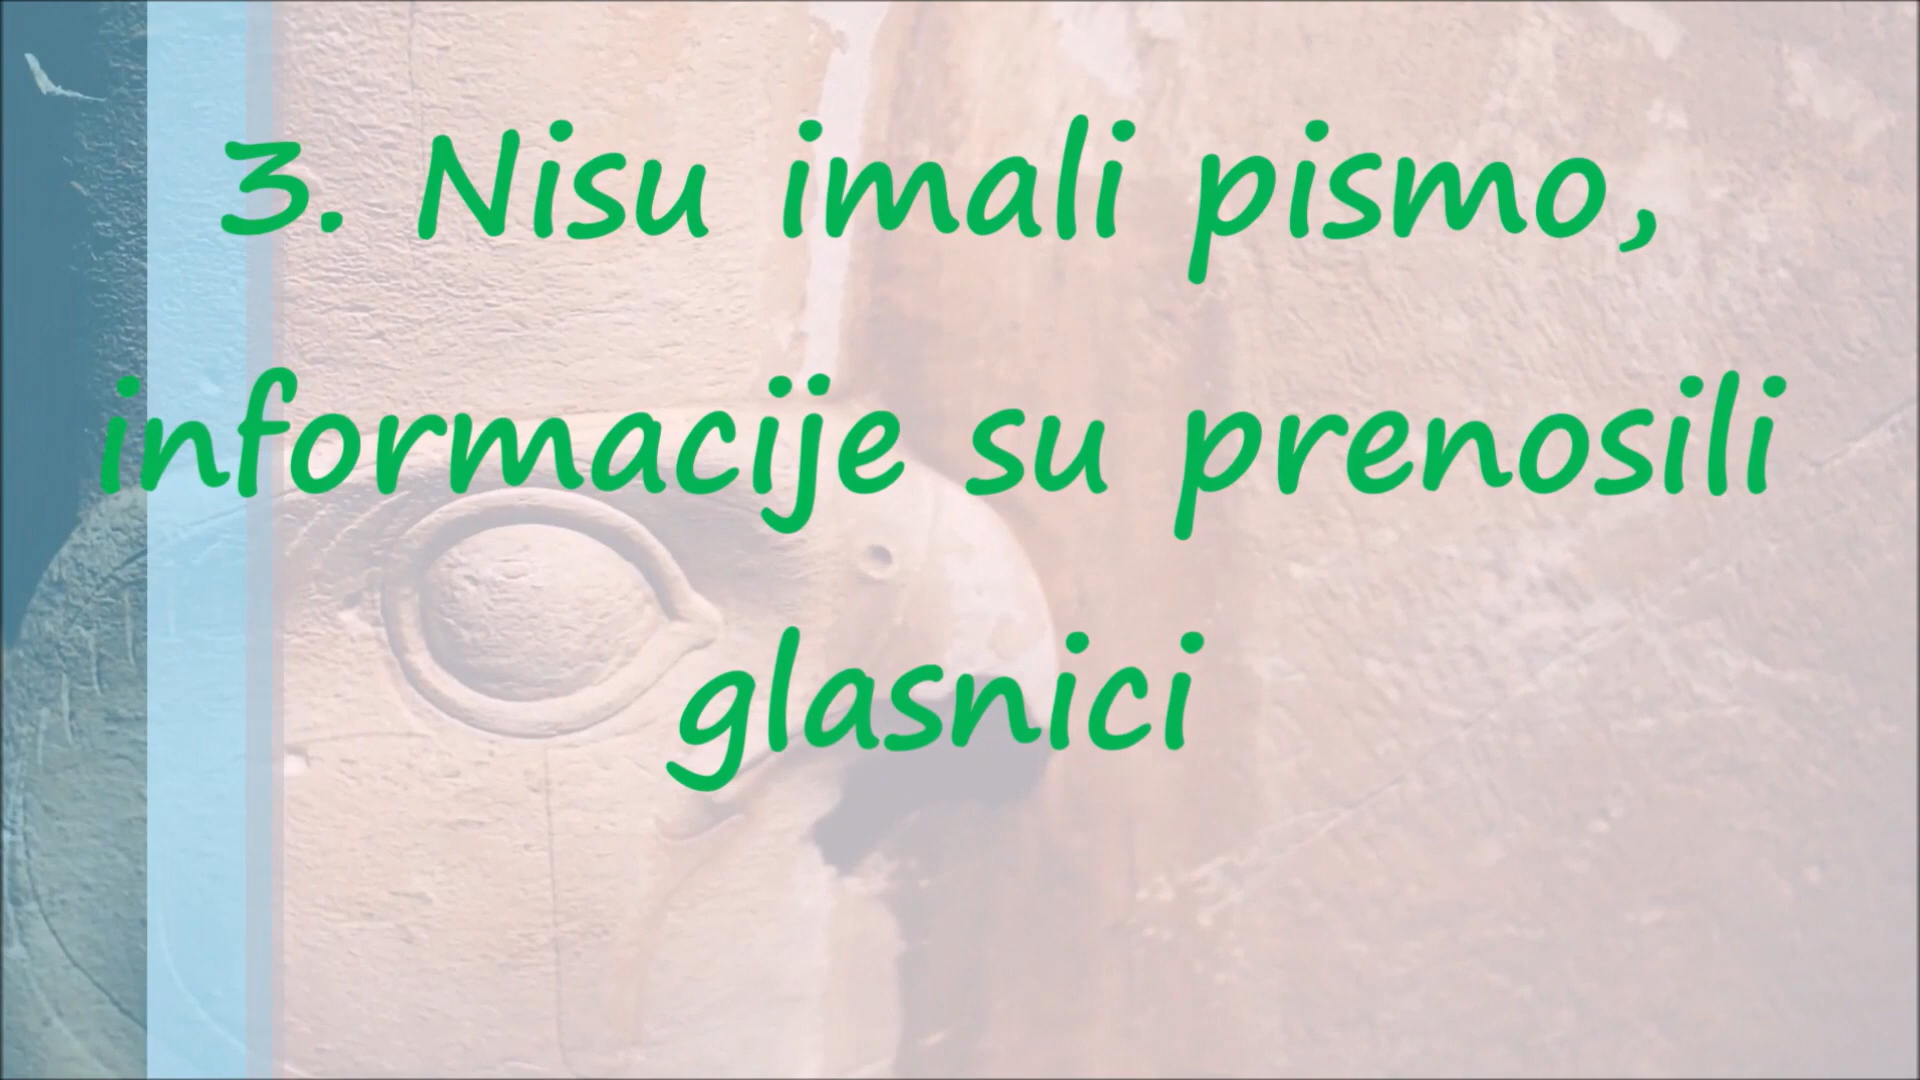 3. Nisu imali pismo,
informacije su prenosili
glasnici